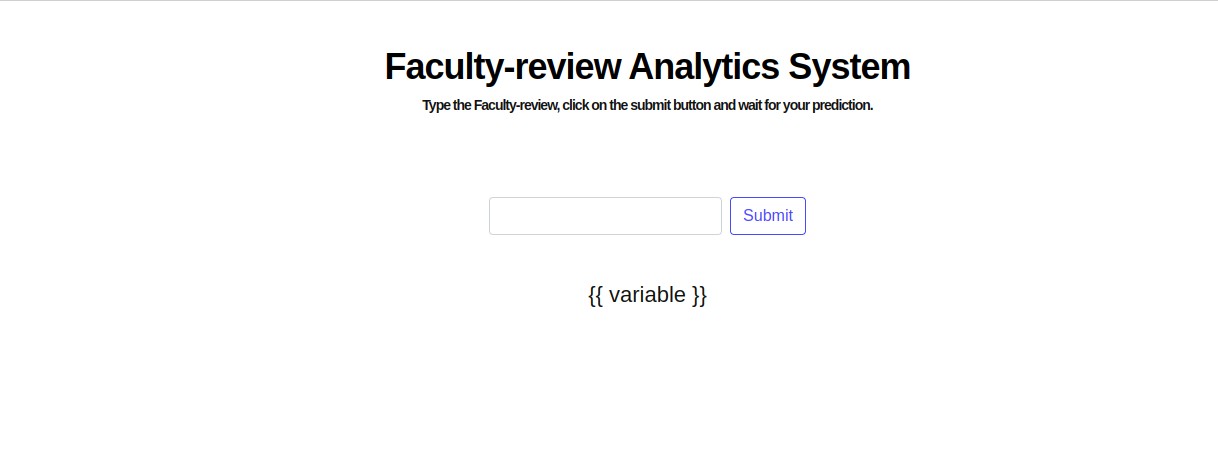 Faculty-review Analytics System
Type the Faculty-review, click on the submit button and wait for your prediction.
Submit
{{ variable }}